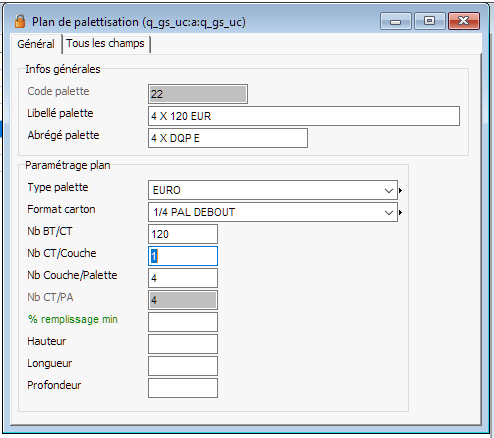 Plan de palettisation (q_gs_uc:a:q_gs_uc)
Général Tous les champs
Infos générales
Code palette 22
Libellé palette 4 X 120 EUR
Abrégé palette 4 X DQP E
Paramétrage plan
Type palette EURO
Format carton 1/4 PAL DEBOUT
Nb BT/CT 120
Nb CT/Couche 1
Nb Couche/Palette 4
Nb CT/PA 4
% remplissage min
Hauteur
Longueur
Profondeur